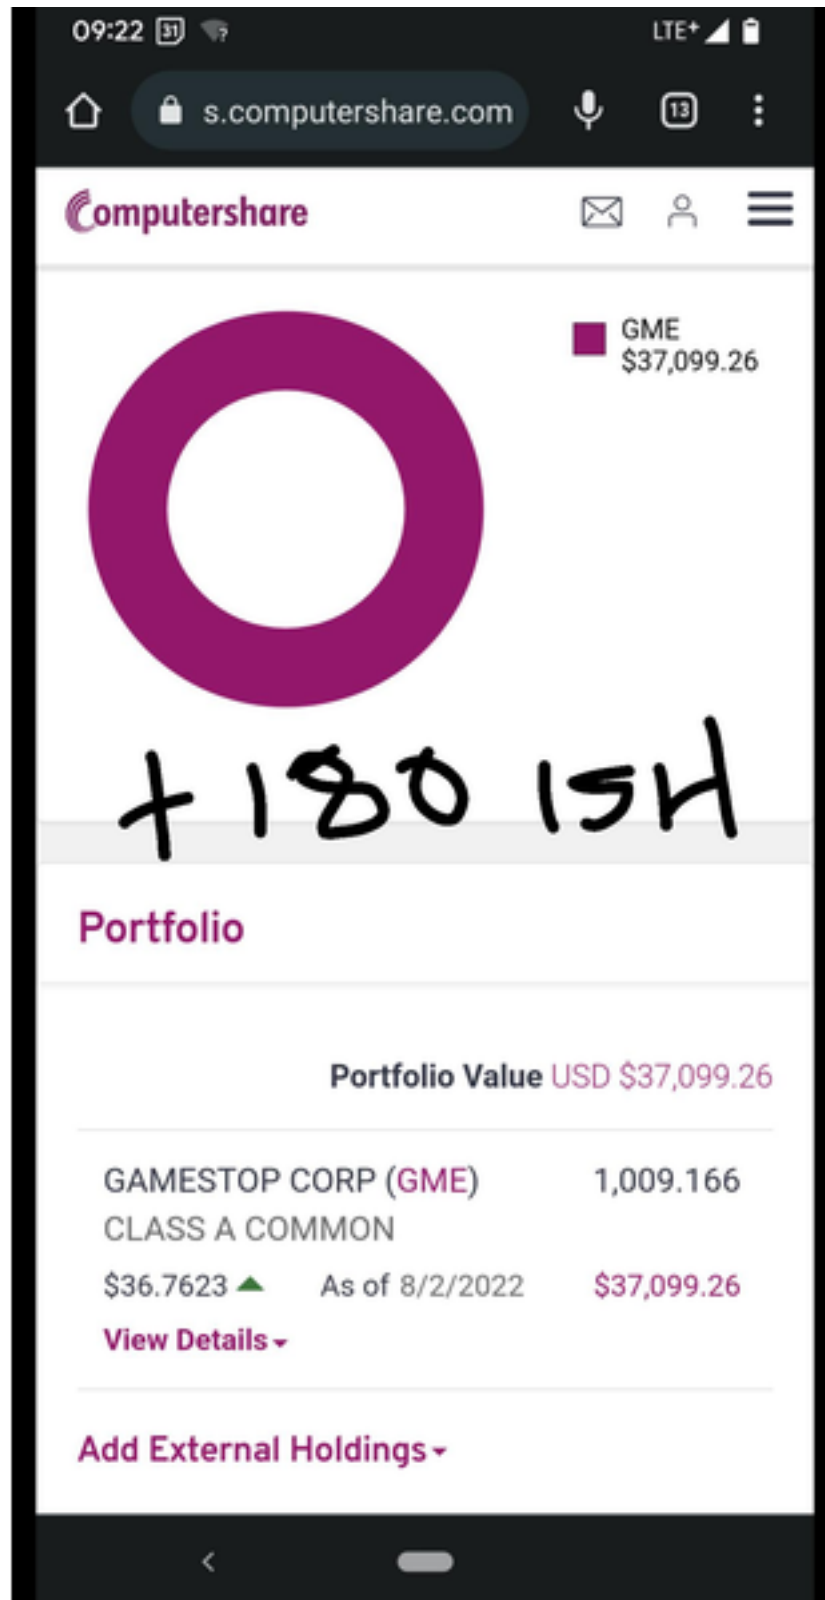 09:22 31 ? LTE+
s.computershare.com 13
Computershare
GME
$37,099.26
+ 180 ISH
Portfolio
Portfolio Value USD $37,099.26
GAMESTOP CORP (GME) 1,009.166
CLASS A COMMON
$36.7623 As of 8/2/2022 $37,099.26
View Details
Add External Holdings